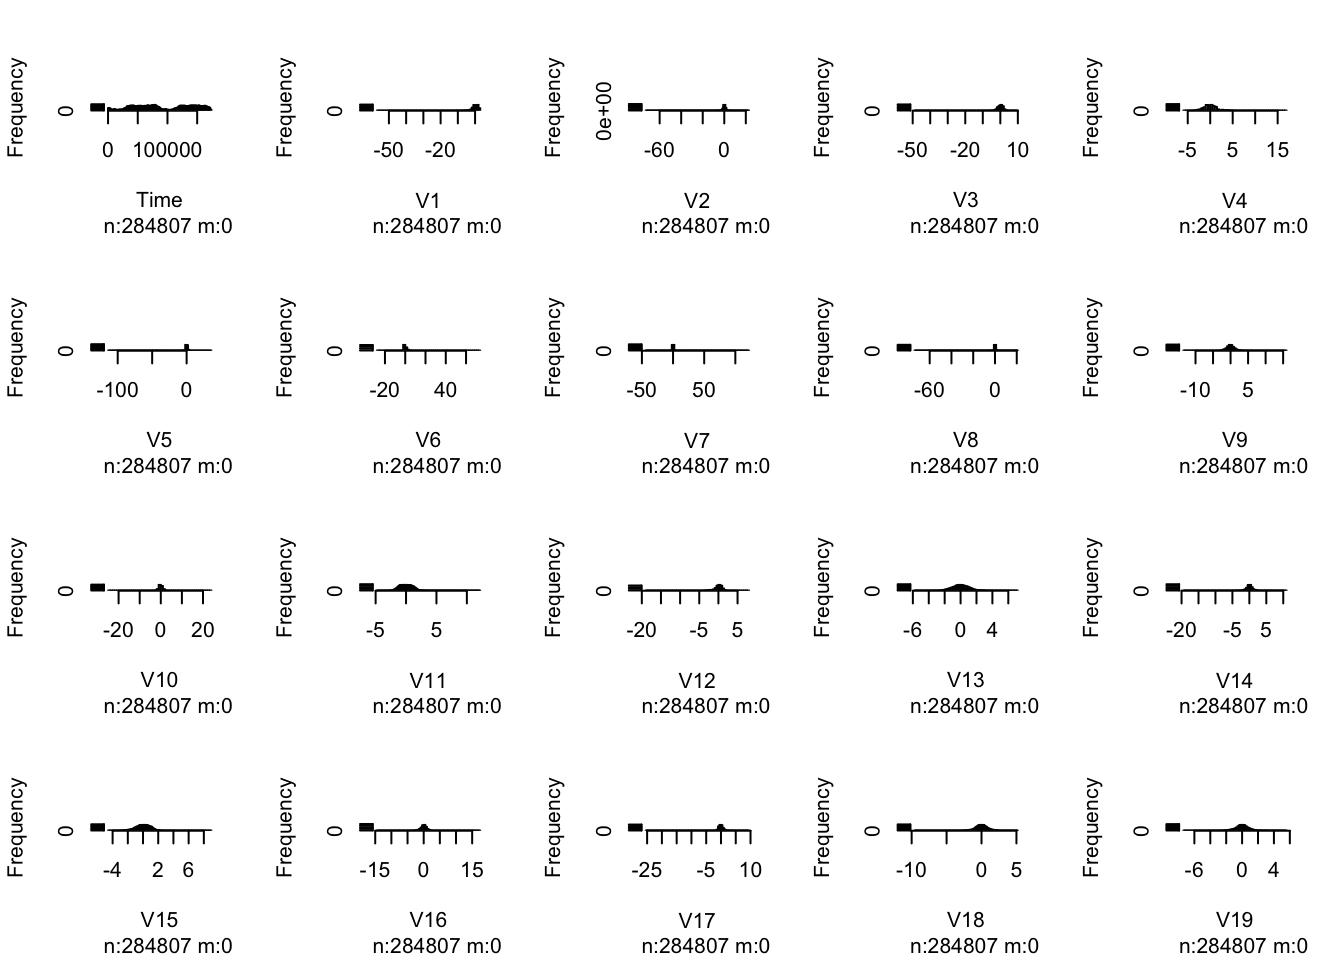 Frequency Frequency Frequency Frequency Frequency
0 0 0e+00 0 0
0 100000 -50 -20 -60 0 -50 -20 10 -5 5 15
Time V1 V2 V3 V4
n:284807 m:0 n:284807 m:0 n:284807 m:0 n:284807 m:0 n:284807 m:0
Frequency Frequency Frequency Frequency Frequency
0 0 0 0 0
-100 0 -20 40 -50 50 -60 0 -10 5
V5 V6 V7 V8 V9
n:284807 m:0 n:284807 m:0 n:284807 m:0 n:284807 m:0 n:284807 m:0
Frequency Frequency Frequency Frequency Frequency
0 0 0 0 0
-20 0 20 -5 5 -20 -5 5 -6 0 4 -20 -5 5
V10 V11 V12 V13 V14
n:284807 m:0 n:284807 m:0 n:284807 m:0 n:284807 m:0 n:284807 m:0
Frequency Frequency Frequency Frequency Frequency
0 0 0 0 0
-4 2 6 -15 0 15 -25 -5 10 -10 0 5 -6 0 4
V15 V16 V17 V18 V19
n:284807 m:0 n:284807 m:0 n:284807 m:0 n:284807 m:0 n:284807 m:0